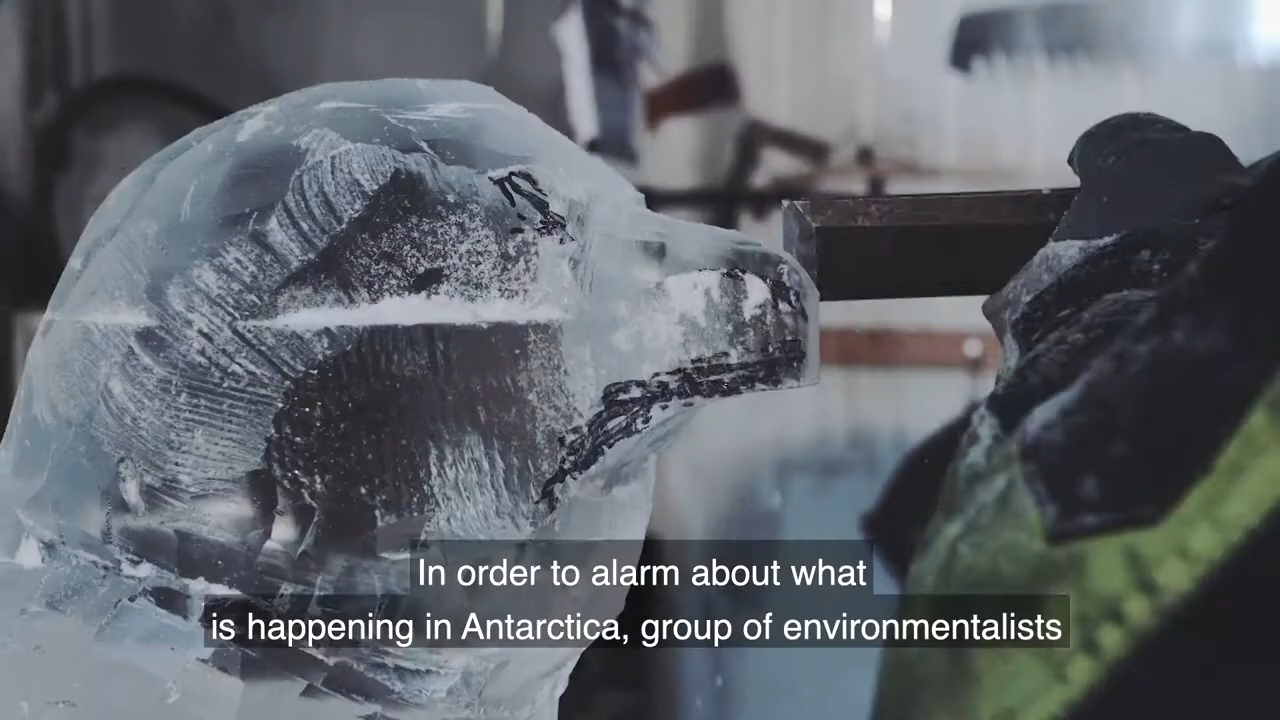 In order to alarm about what
is happening in Antarctica, group of environmentalists